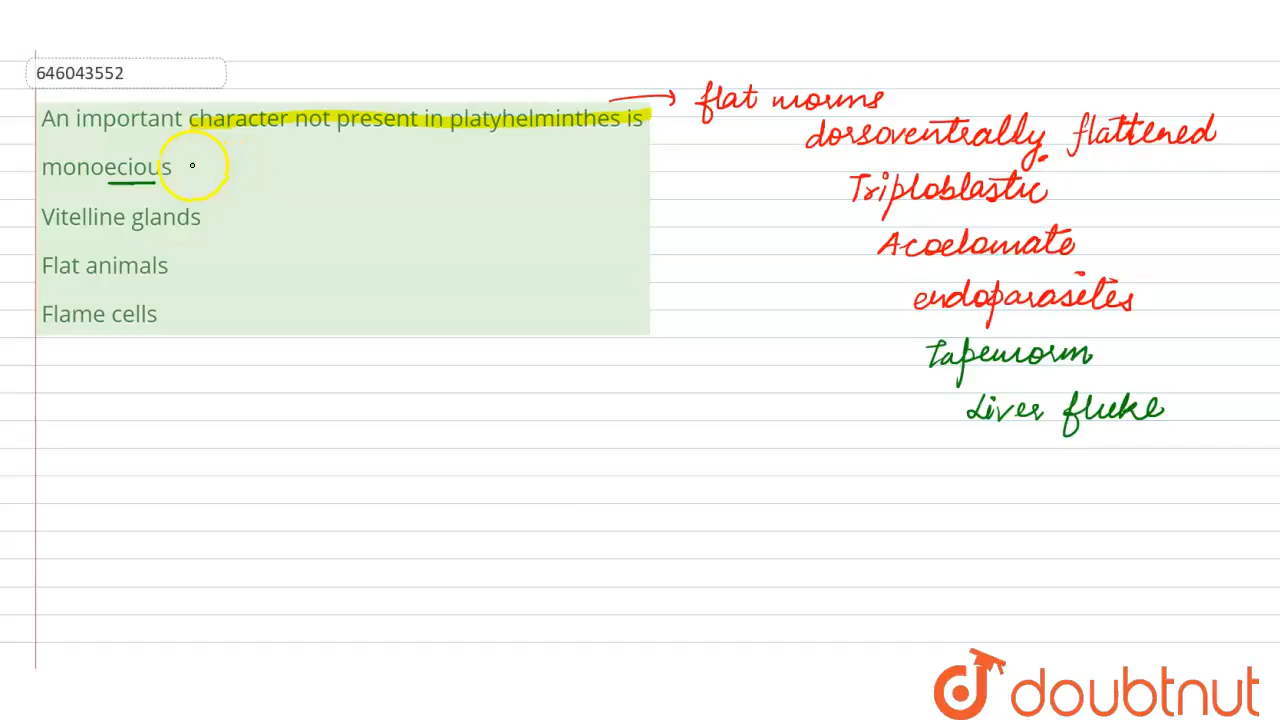 646043552
An important character not present in platyhelminthes is
monoecious
Vitelline glands
Flat animals
Flame cells
flat worms
dorsoventrally flattened
Triploblastic
Acoelomate
endoparasites
Tapeworm
Liver fluke
doubtnut